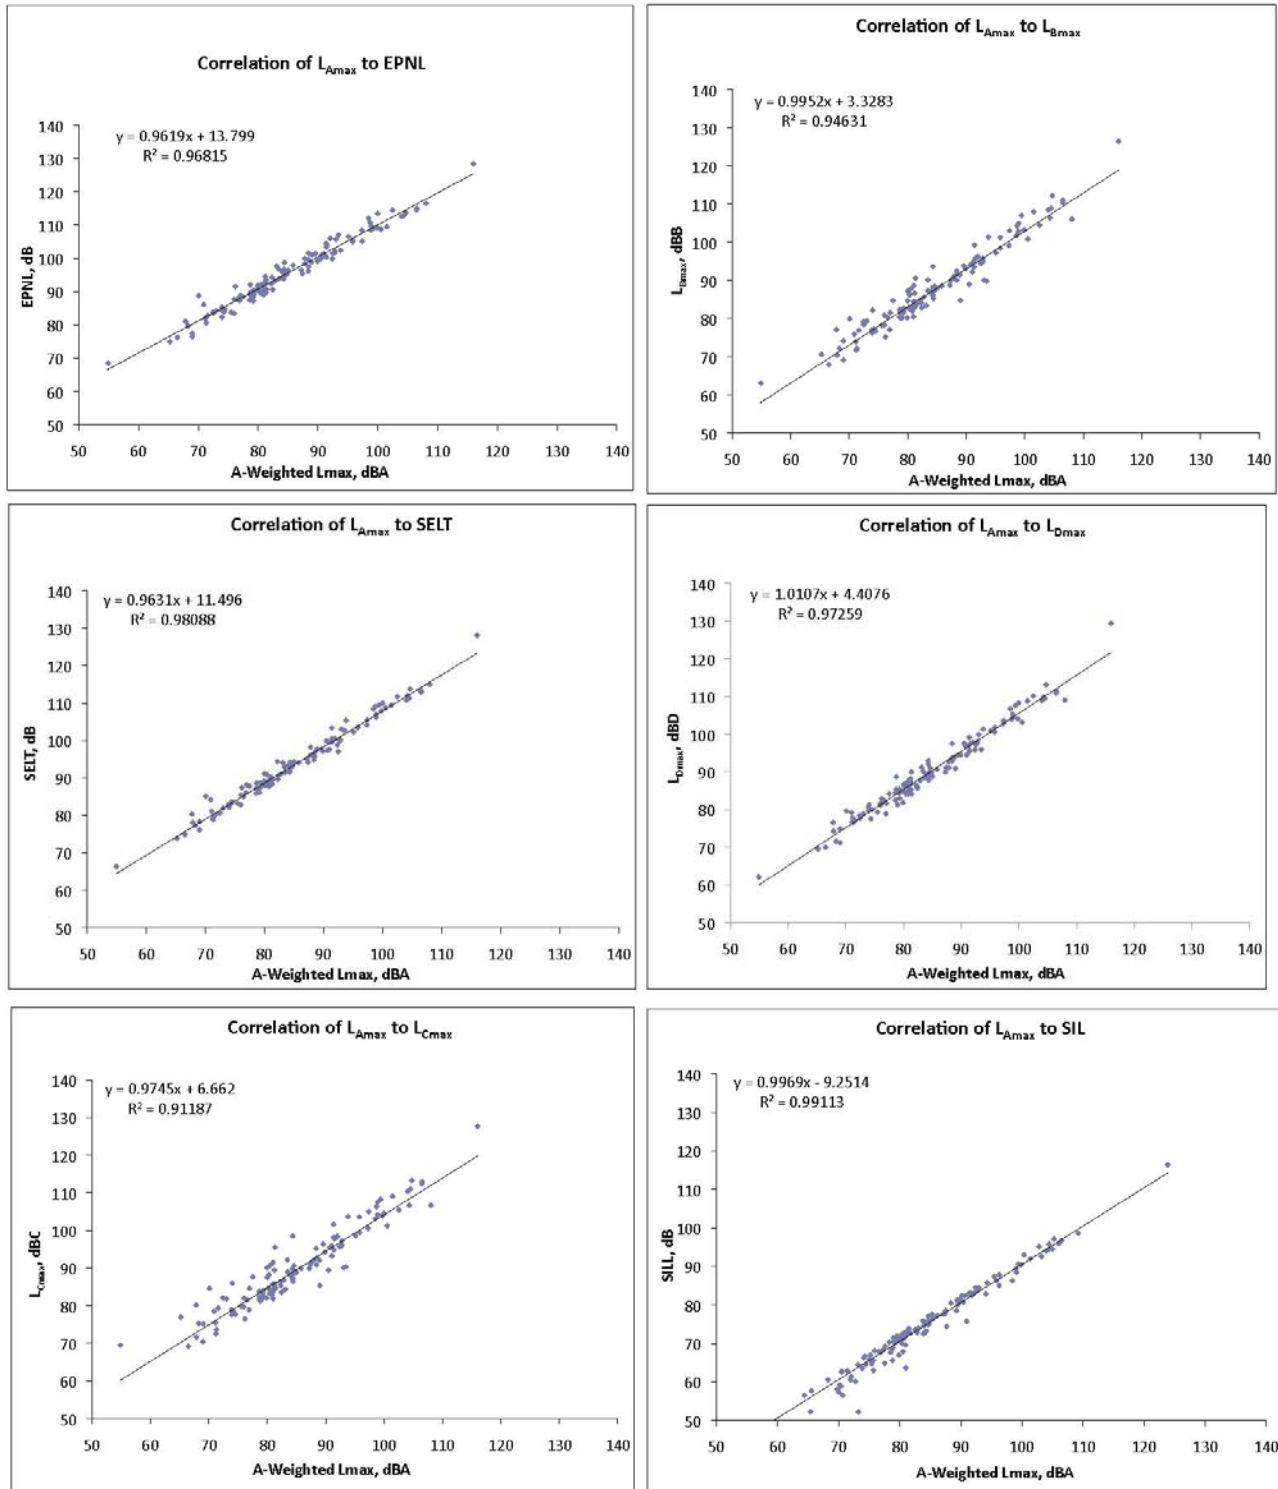 Correlation of LAmax to EPNL
y = 0.9619x + 13.799
R² = 0.96815
EPNL, dB
140
130
120
110
100
90
80
70
60
50
50 60 70 80 90 100 110 120 130 140
A-Weighted Lmax, dBA
Correlation of LAmax to LBmax
y = 0.9952x + 3.3283
R² = 0.94631
LBmax, dBB
140
130
120
110
100
90
80
70
60
50
50 60 70 80 90 100 110 120 130 140
A-Weighted Lmax, dBA
Correlation of LAmax to SELT
y = 0.9631x + 11.496
R² = 0.98088
SELT, dB
140
130
120
110
100
90
80
70
60
50
50 60 70 80 90 100 110 120 130 140
A-Weighted Lmax, dBA
Correlation of LAmax to LDmax
y = 1.0107x + 4.4076
R² = 0.97259
LDmax, dBD
140
130
120
110
100
90
80
70
60
50
50 60 70 80 90 100 110 120 130 140
A-Weighted Lmax, dBA
Correlation of LAmax to LCmax
y = 0.9745x + 6.662
R² = 0.91187
LCmax, dBC
140
130
120
110
100
90
80
70
60
50
50 60 70 80 90 100 110 120 130 140
A-Weighted Lmax, dBA
Correlation of LAmax to SIL
y = 0.9969x - 9.2514
R² = 0.99113
SILL, dB
140
130
120
110
100
90
80
70
60
50
50 60 70 80 90 100 110 120 130 140
A-Weighted Lmax, dBA